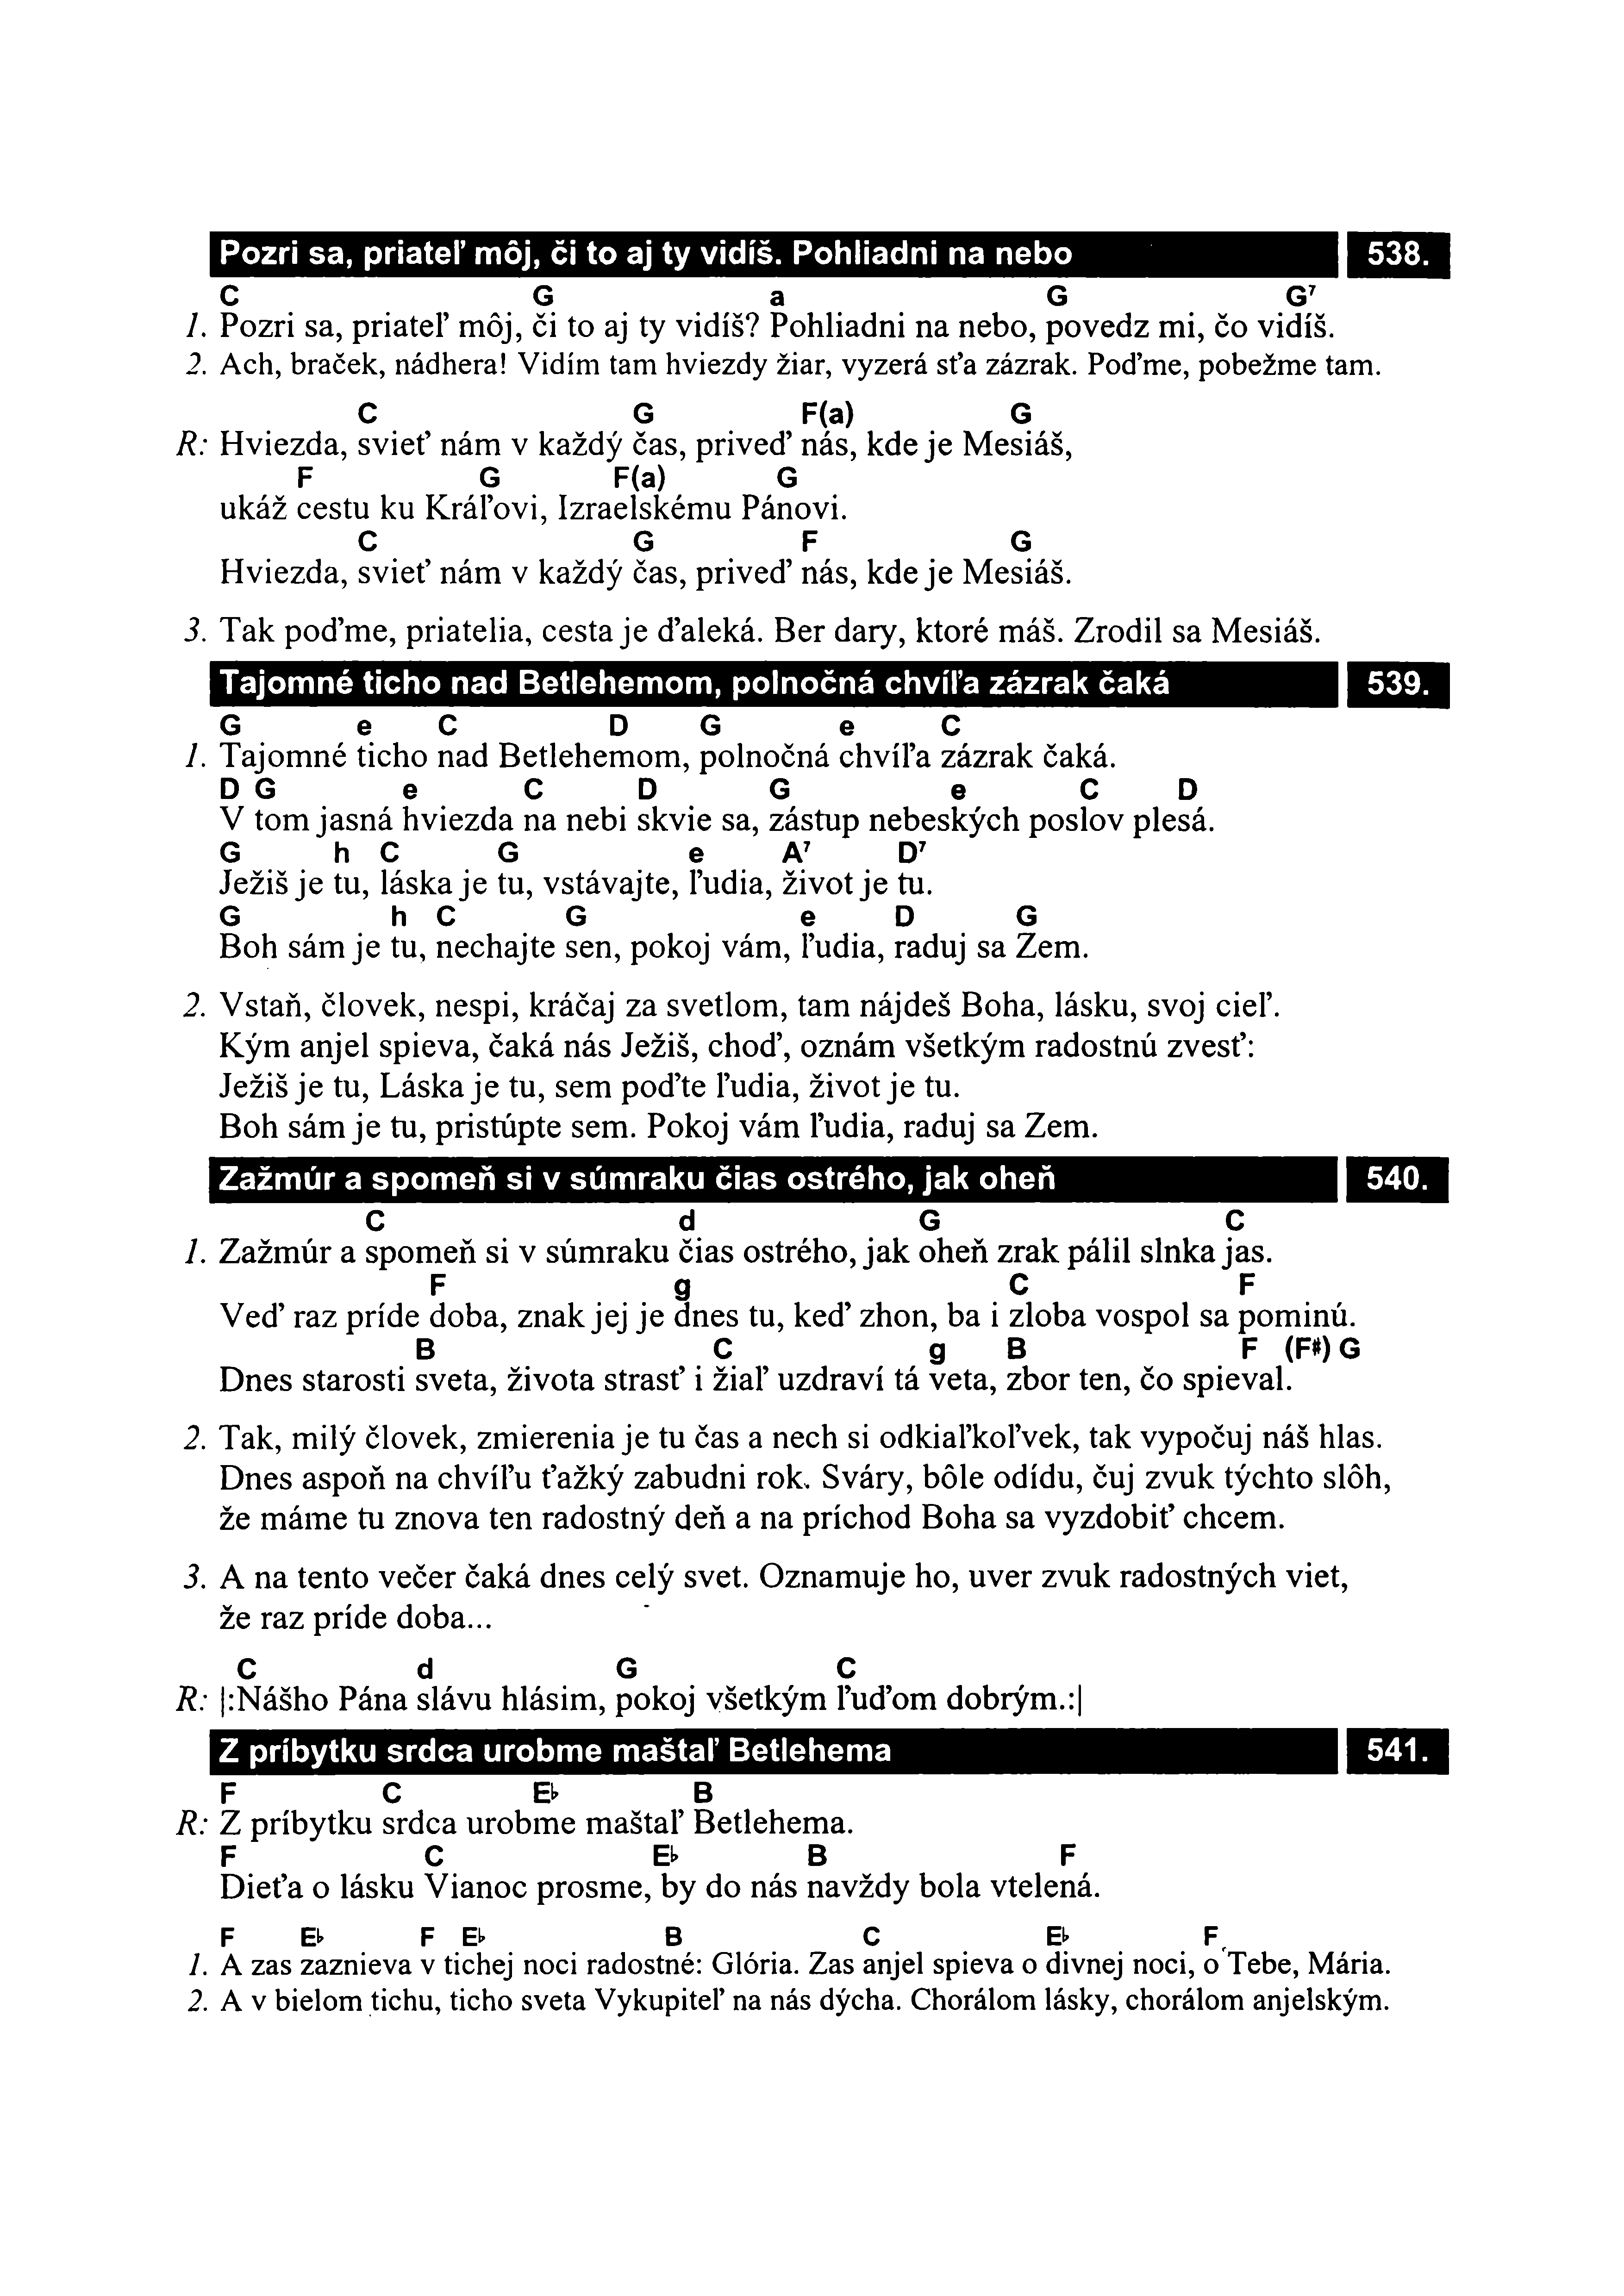 Pozri sa, priateľ môj, či to aj ty vidíš. Pohliadni na nebo 538.
C G a G G7
1. Pozri sa, priateľ môj, či to aj ty vidíš? Pohliadni na nebo, povedz mi, čo vidíš.
2. Ach, braček, nádhera! Vidím tam hviezdy žiar, vyzerá sťa zázrak. Poďme, pobežme tam.
C G F(a) G
R: Hviezda, svieť nám v každý čas, priveď nás, kde je Mesiáš,
F G F(a) G
ukáž cestu ku Kráľovi, Izraelskému Pánovi.
C G F G
Hviezda, svieť nám v každý čas, priveď nás, kde je Mesiáš.
3. Tak poďme, priatelia, cesta je ďaleká. Ber dary, ktoré máš. Zrodil sa Mesiáš.
Tajomné ticho nad Betlehemom, polnočná chvíľa zázrak čaká 539.
G e C D G e C
1. Tajomné ticho nad Betlehemom, polnočná chvíľa zázrak čaká.
D G e C D G e C D
V tom jasná hviezda na nebi skvie sa, zástup nebeských poslov plesá.
G h C G e A7 D7
Ježiš je tu, láska je tu, vstávajte, ľudia, život je tu.
G h C G e D G
Boh sám je tu, nechajte sen, pokoj vám, ľudia, raduj sa Zem.
2. Vstaň, človek, nespi, kráčaj za svetlom, tam nájdeš Boha, lásku, svoj cieľ.
Kým anjel spieva, čaká nás Ježiš, choď, oznám všetkým radostnú zvesť:
Ježiš je tu, Láska je tu, sem poďte ľudia, život je tu.
Boh sám je tu, pristúpte sem. Pokoj vám ľudia, raduj sa Zem.
Zažmúr a spomeň si v súmraku čias ostrého, jak oheň 540.
C d G C
1. Zažmúr a spomeň si v súmraku čias ostrého, jak oheň zrak pálil slnka jas.
F g C F
Veď raz príde doba, znak jej je dnes tu, keď zhon, ba i zloba vospol sa pominú.
B C g B F (F#) G
Dnes starosti sveta, života strasť i žiaľ uzdraví tá veta, zbor ten, čo spieval.
2. Tak, milý človek, zmierenia je tu čas a nech si odkiaľkoľvek, tak vypočuj náš hlas.
Dnes aspoň na chvíľu ťažký zabudni rok. Sváry, bôle odídu, čuj zvuk týchto slôh,
že máme tu znova ten radostný deň a na príchod Boha sa vyzdobiť chcem.
3. A na tento večer čaká dnes celý svet. Oznamuje ho, uver zvuk radostných viet,
že raz príde doba...
C d G C
R: |:Nášho Pána slávu hlásim, pokoj všetkým ľuďom dobrým.:|
Z príbytku srdca urobme maštaľ Betlehema 541.
F C E♭ B
R: Z príbytku srdca urobme maštaľ Betlehema.
F C E♭ B F
Dieťa o lásku Vianoc prosme, by do nás navždy bola vtelená.
F E♭ F E♭ B C E♭ F
1. A zas zaznieva v tichej noci radostné: Glória. Zas anjel spieva o divnej noci, o Tebe, Mária.
2. A v bielom tichu, ticho sveta Vykupiteľ na nás dýcha. Chorálom lásky, chorálom anjelským.